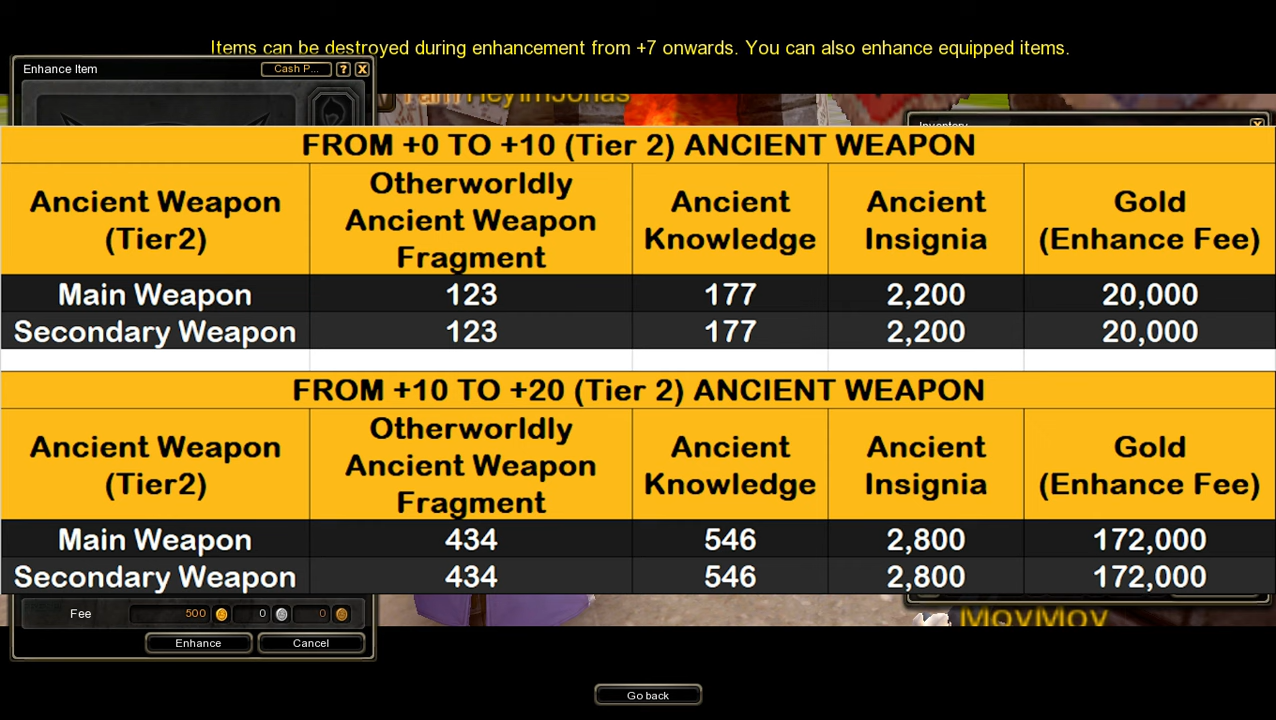 Items can be destroyed during enhancement from +7 onwards. You can also enhance equipped items.
Enhance Item
Cash P...
?
X
HeyImJonas
Inventory
X
FROM +0 TO +10 (Tier 2) ANCIENT WEAPON
Ancient Weapon
(Tier2)
Otherworldly
Ancient Weapon
Fragment
Ancient
Knowledge
Ancient
Insignia
Gold
(Enhance Fee)
Main Weapon 123 177 2,200 20,000
Secondary Weapon 123 177 2,200 20,000
FROM +10 TO +20 (Tier 2) ANCIENT WEAPON
Ancient Weapon
(Tier2)
Otherworldly
Ancient Weapon
Fragment
Ancient
Knowledge
Ancient
Insignia
Gold
(Enhance Fee)
Main Weapon 434 546 2,800 172,000
Secondary Weapon 434 546 2,800 172,000
Fee 500 0 0
MovMov
Enhance Cancel
Go back